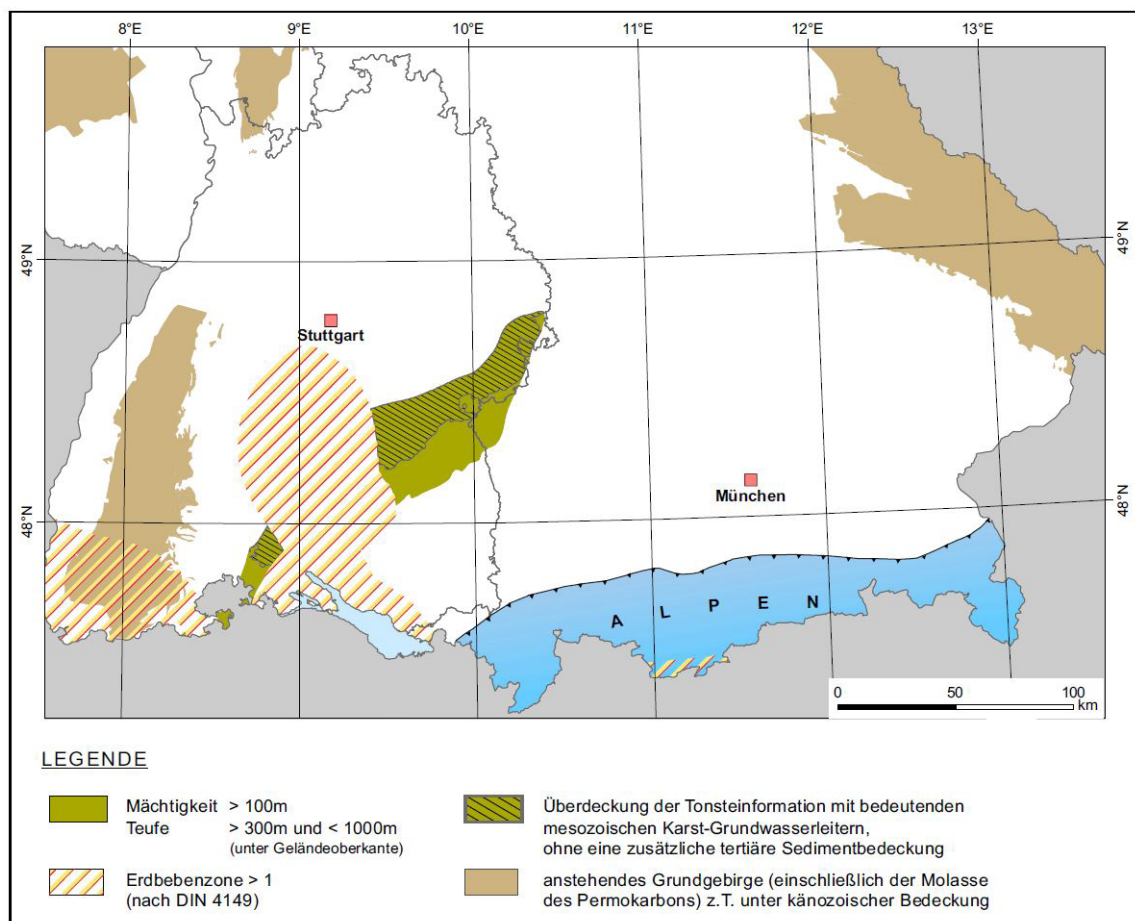 8°E 9°E 10°E 11°E 12°E 13°E
49°N 49°N
Stuttgart
München
48°N 48°N
ALPEN
0 50 100
km
LEGENDE
Mächtigkeit > 100m
Teufe > 300m und < 1000m
(unter Geländeoberkante)
Erdbebenzone > 1
(nach DIN 4149)
Überdeckung der Tonsteinformation mit bedeutenden
mesozoischen Karst-Grundwasserleitern,
ohne eine zusätzliche tertiäre Sedimentbedeckung
anstehendes Grundgebirge (einschließlich der Molasse
des Permokarbons) z.T. unter känozoischer Bedeckung